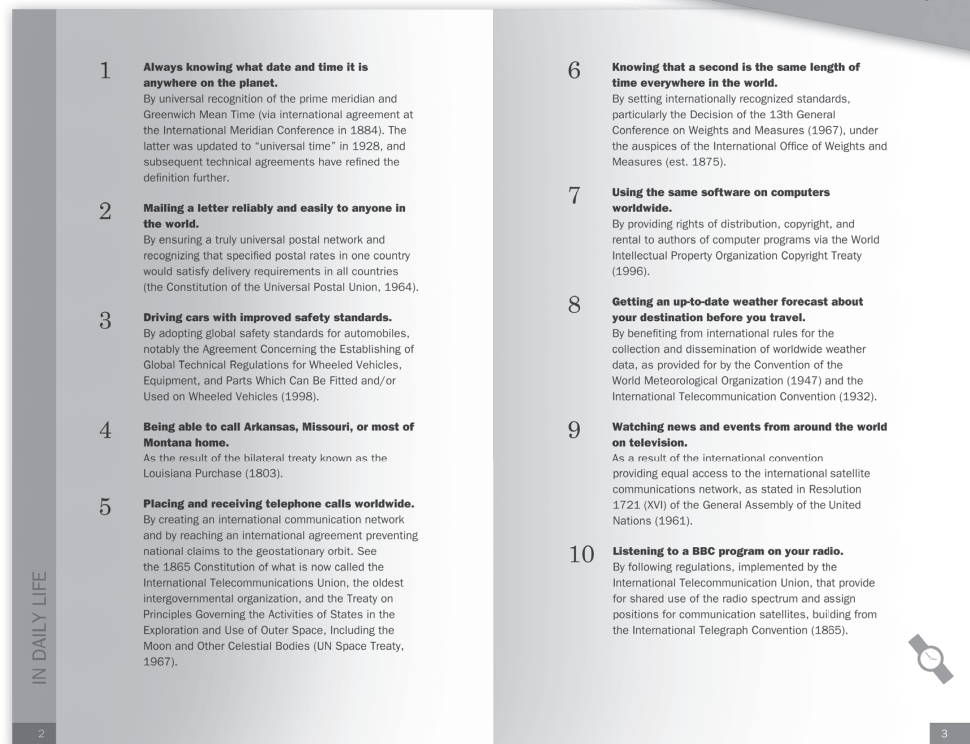 1
Always knowing what date and time it is
anywhere on the planet.
By universal recognition of the prime meridian and
Greenwich Mean Time (via international agreement at
the International Meridian Conference in 1884). The
latter was updated to “universal time” in 1928, and
subsequent technical agreements have refined the
definition further.
2
Mailing a letter reliably and easily to anyone in
the world.
By ensuring a truly universal postal network and
recognizing that specified postal rates in one country
would satisfy delivery requirements in all countries
(the Constitution of the Universal Postal Union, 1964).
3
Driving cars with improved safety standards.
By adopting global safety standards for automobiles,
notably the Agreement Concerning the Establishing of
Global Technical Regulations for Wheeled Vehicles,
Equipment, and Parts Which Can Be Fitted and/or
Used on Wheeled Vehicles (1998).
4
Being able to call Arkansas, Missouri, or most of
Montana home.
As the result of the bilateral treaty known as the
Louisiana Purchase (1803).
5
Placing and receiving telephone calls worldwide.
By creating an international communication network
and by reaching an international agreement preventing
national claims to the geostationary orbit. See
the 1865 Constitution of what is now called the
International Telecommunications Union, the oldest
intergovernmental organization, and the Treaty on
Principles Governing the Activities of States in the
Exploration and Use of Outer Space, Including the
Moon and Other Celestial Bodies (UN Space Treaty,
1967).
IN DAILY LIFE
2
6
Knowing that a second is the same length of
time everywhere in the world.
By setting internationally recognized standards,
particularly the Decision of the 13th General
Conference on Weights and Measures (1967), under
the auspices of the International Office of Weights and
Measures (est. 1875).
7
Using the same software on computers
worldwide.
By providing rights of distribution, copyright, and
rental to authors of computer programs via the World
Intellectual Property Organization Copyright Treaty
(1996).
8
Getting an up-to-date weather forecast about
your destination before you travel.
By benefiting from international rules for the
collection and dissemination of worldwide weather
data, as provided for by the Convention of the
World Meteorological Organization (1947) and the
International Telecommunication Convention (1932).
9
Watching news and events from around the world
on television.
As a result of the international convention
providing equal access to the international satellite
communications network, as stated in Resolution
1721 (XVI) of the General Assembly of the United
Nations (1961).
10
Listening to a BBC program on your radio.
By following regulations, implemented by the
International Telecommunication Union, that provide
for shared use of the radio spectrum and assign
positions for communication satellites, building from
the International Telegraph Convention (1865).
3